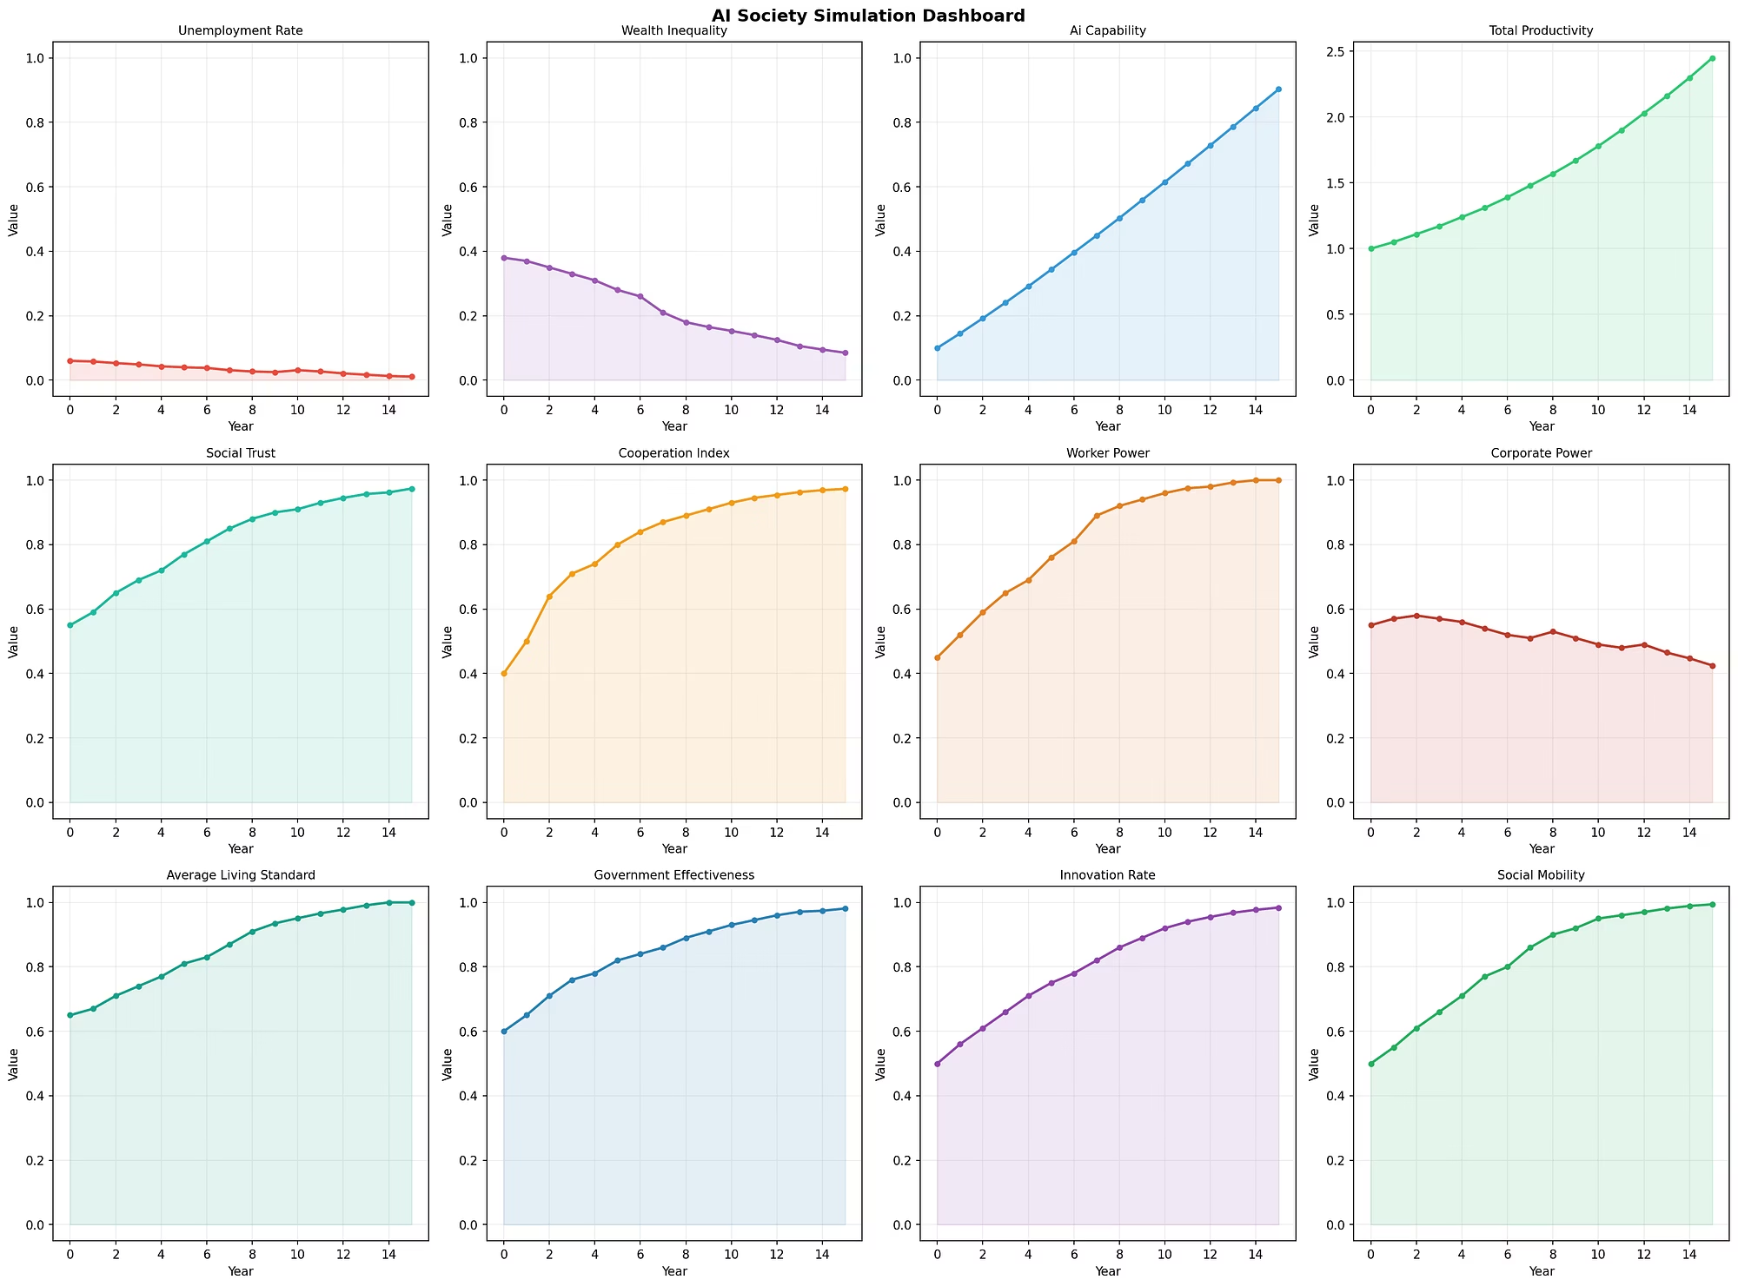 AI Society Simulation Dashboard
Unemployment Rate
1.0
0.8
0.6
0.4
0.2
0.0
Value
0 2 4 6 8 10 12 14
Year
Wealth Inequality
1.0
0.8
0.6
0.4
0.2
0.0
Value
0 2 4 6 8 10 12 14
Year
Ai Capability
1.0
0.8
0.6
0.4
0.2
0.0
Value
0 2 4 6 8 10 12 14
Year
Total Productivity
2.5
2.0
1.5
1.0
0.5
0.0
Value
0 2 4 6 8 10 12 14
Year
Social Trust
1.0
0.8
0.6
0.4
0.2
0.0
Value
0 2 4 6 8 10 12 14
Year
Cooperation Index
1.0
0.8
0.6
0.4
0.2
0.0
Value
0 2 4 6 8 10 12 14
Year
Worker Power
1.0
0.8
0.6
0.4
0.2
0.0
Value
0 2 4 6 8 10 12 14
Year
Corporate Power
1.0
0.8
0.6
0.4
0.2
0.0
Value
0 2 4 6 8 10 12 14
Year
Average Living Standard
1.0
0.8
0.6
0.4
0.2
0.0
Value
0 2 4 6 8 10 12 14
Year
Government Effectiveness
1.0
0.8
0.6
0.4
0.2
0.0
Value
0 2 4 6 8 10 12 14
Year
Innovation Rate
1.0
0.8
0.6
0.4
0.2
0.0
Value
0 2 4 6 8 10 12 14
Year
Social Mobility
1.0
0.8
0.6
0.4
0.2
0.0
Value
0 2 4 6 8 10 12 14
Year